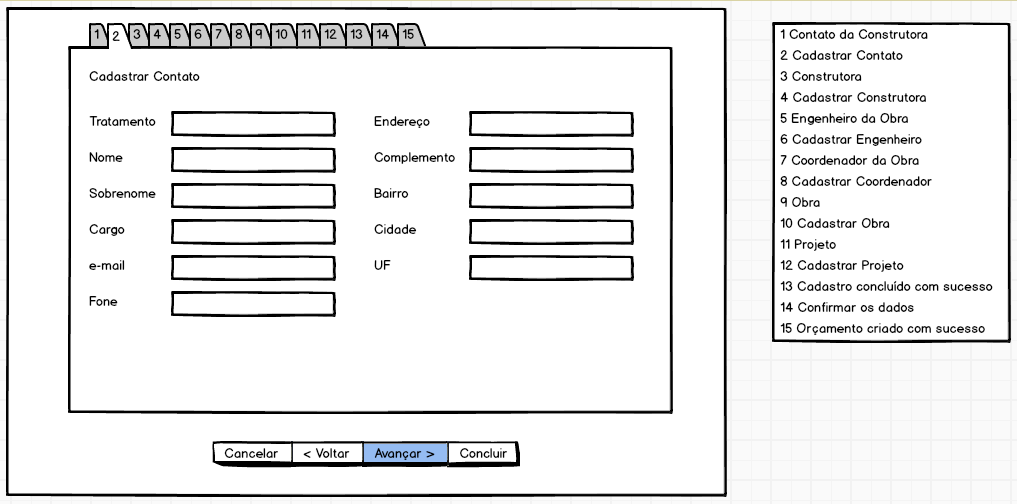 1 2 3 4 5 6 7 8 9 10 11 12 13 14 15
Cadastrar Contato
Tratamento
Nome
Sobrenome
Cargo
e-mail
Fone
Endereço
Complemento
Bairro
Cidade
UF
Cancelar < Voltar Avançar > Concluir
1 Contato da Construtora
2 Cadastrar Contato
3 Construtora
4 Cadastrar Construtora
5 Engenheiro da Obra
6 Cadastrar Engenheiro
7 Coordenador da Obra
8 Cadastrar Coordenador
9 Obra
10 Cadastrar Obra
11 Projeto
12 Cadastrar Projeto
13 Cadastro concluído com sucesso
14 Confirmar os dados
15 Orçamento criado com sucesso